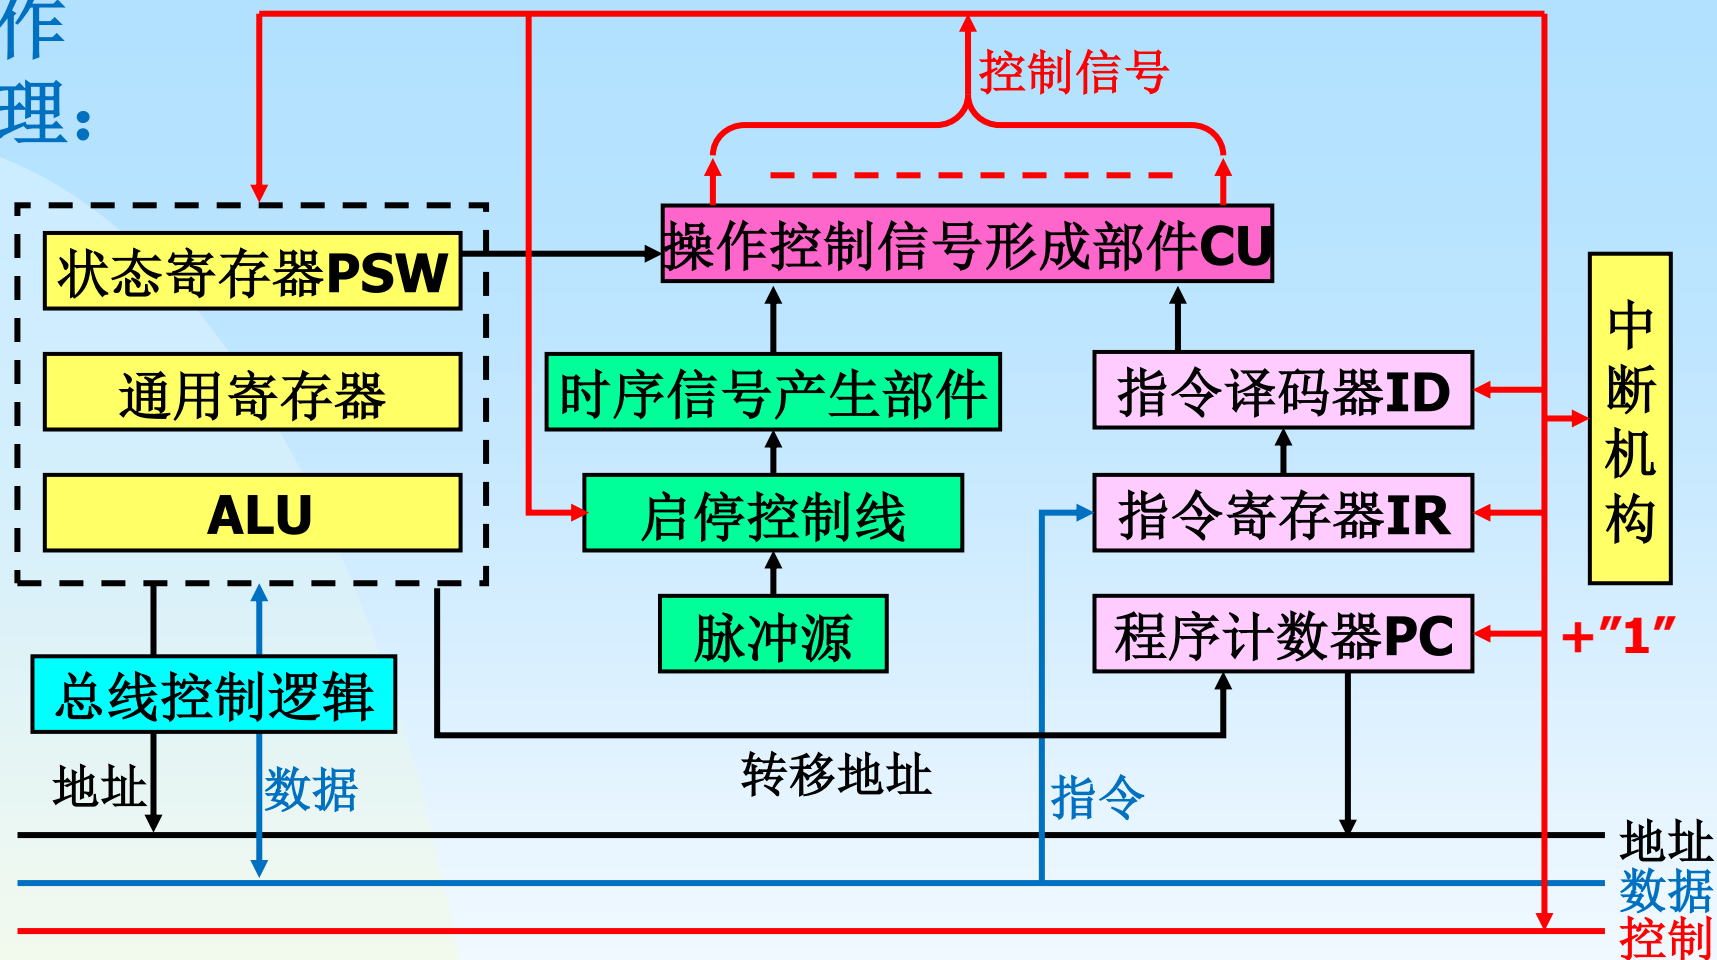 作
理：
控制信号
状态寄存器PSW
操作控制信号形成部件CU
通用寄存器
时序信号产生部件
指令译码器ID
中断机构
ALU
启停控制线
指令寄存器IR
脉冲源
程序计数器PC
+"1"
总线控制逻辑
地址
数据
转移地址
指令
地址
数据
控制